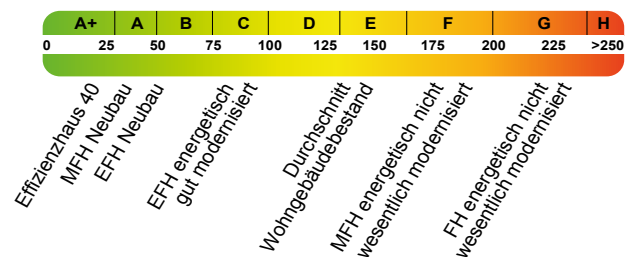 A+ A B C D E F G H
0 25 50 75 100 125 150 175 200 225 >250
Effizienzhaus 40
MFH Neubau
EFH Neubau
EFH energetisch
gut modernisiert
Durchschnitt
Wohngebäudebestand
MFH energetisch nicht
wesentlich modernisiert
FH energetisch nicht
wesentlich modernisiert